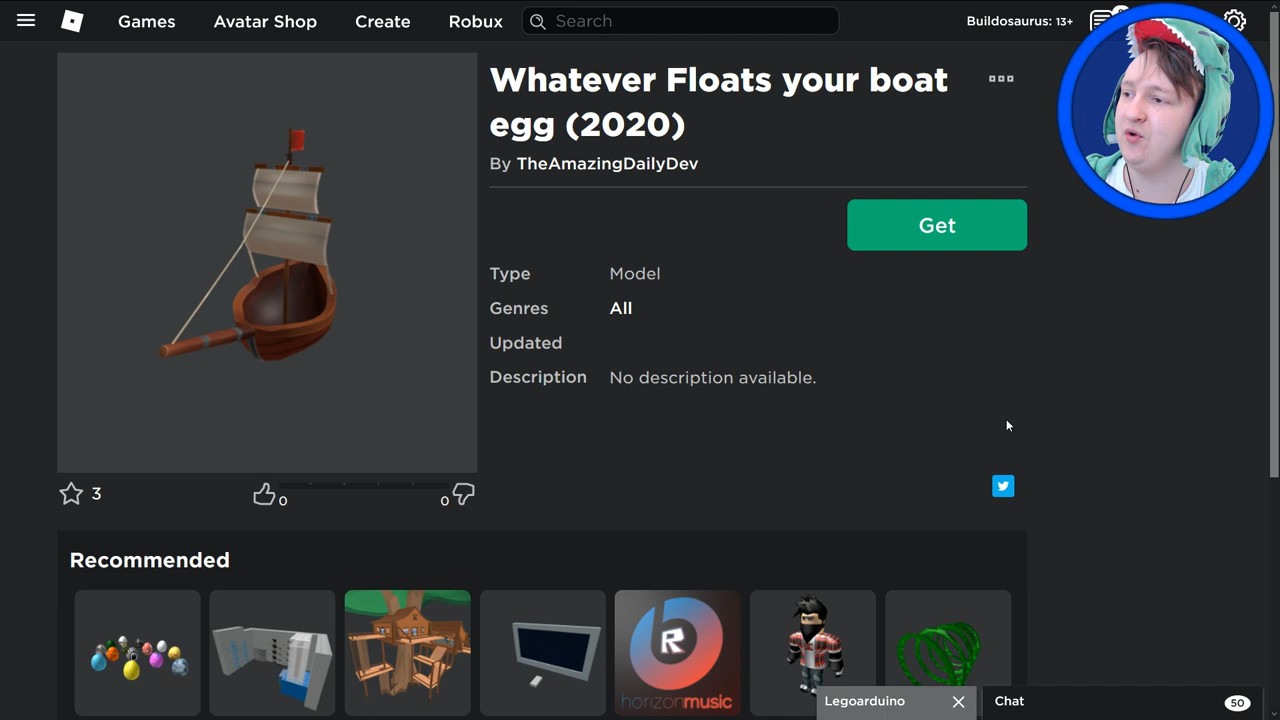 Games
Avatar Shop
Create
Robux
Search
Buildosaurus: 13+
Whatever Floats your boat
egg (2020)
By TheAmazingDailyDev
Get
Type
Model
Genres
All
Updated
Description
No description available.
3
0
0
Recommended
R
horizonmusic
Legoarduino
Chat
50